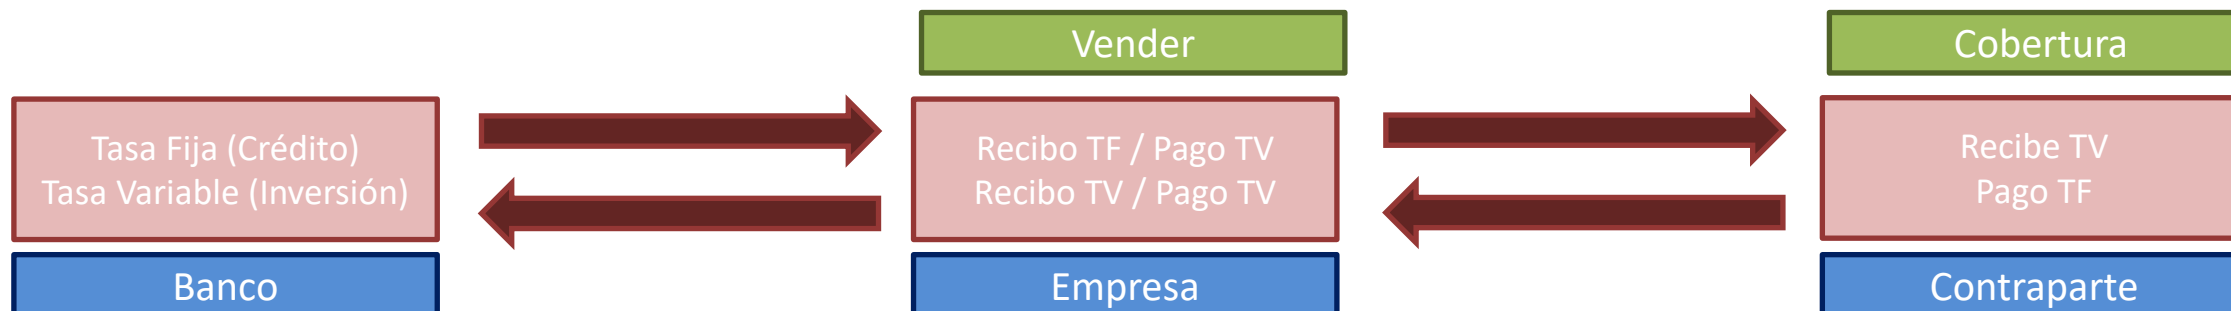 Vender
Cobertura
Tasa Fija (Crédito)
Tasa Variable (Inversión)
Recibo TF / Pago TV
Recibo TV / Pago TV
Recibe TV
Pago TF
Banco
Empresa
Contraparte